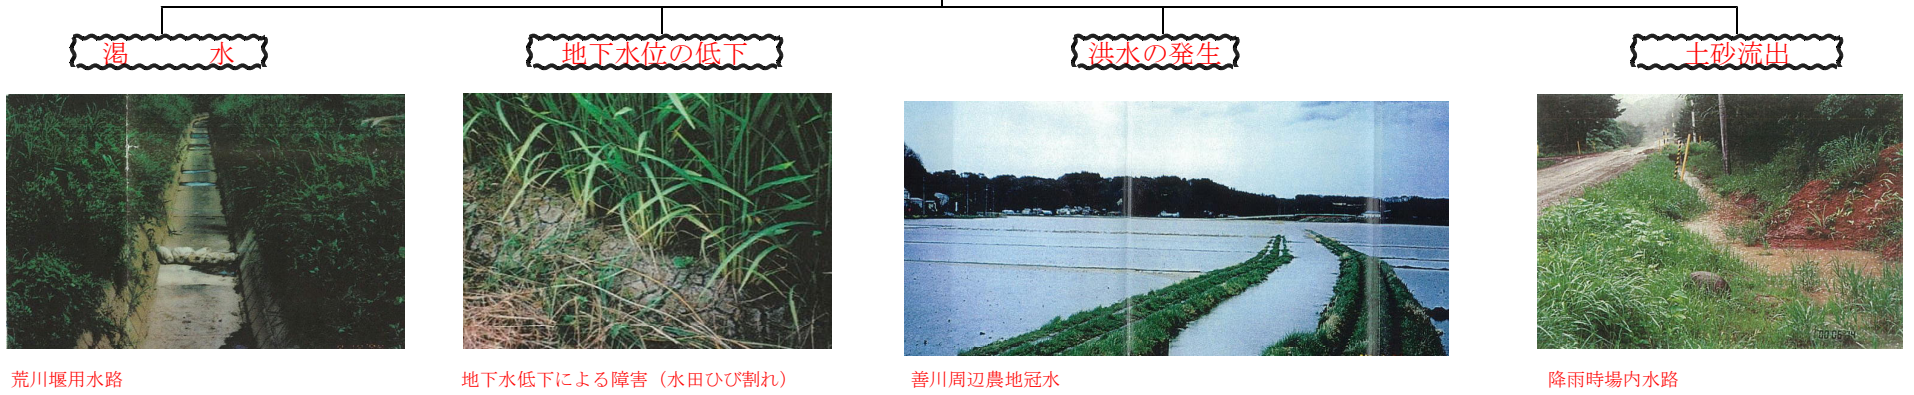 渇　　　水
地下水位の低下
洪水の発生
土砂流出
荒川堰用水路
地下水低下による障害（水田ひび割れ）
善川周辺農地冠水
降雨時場内水路